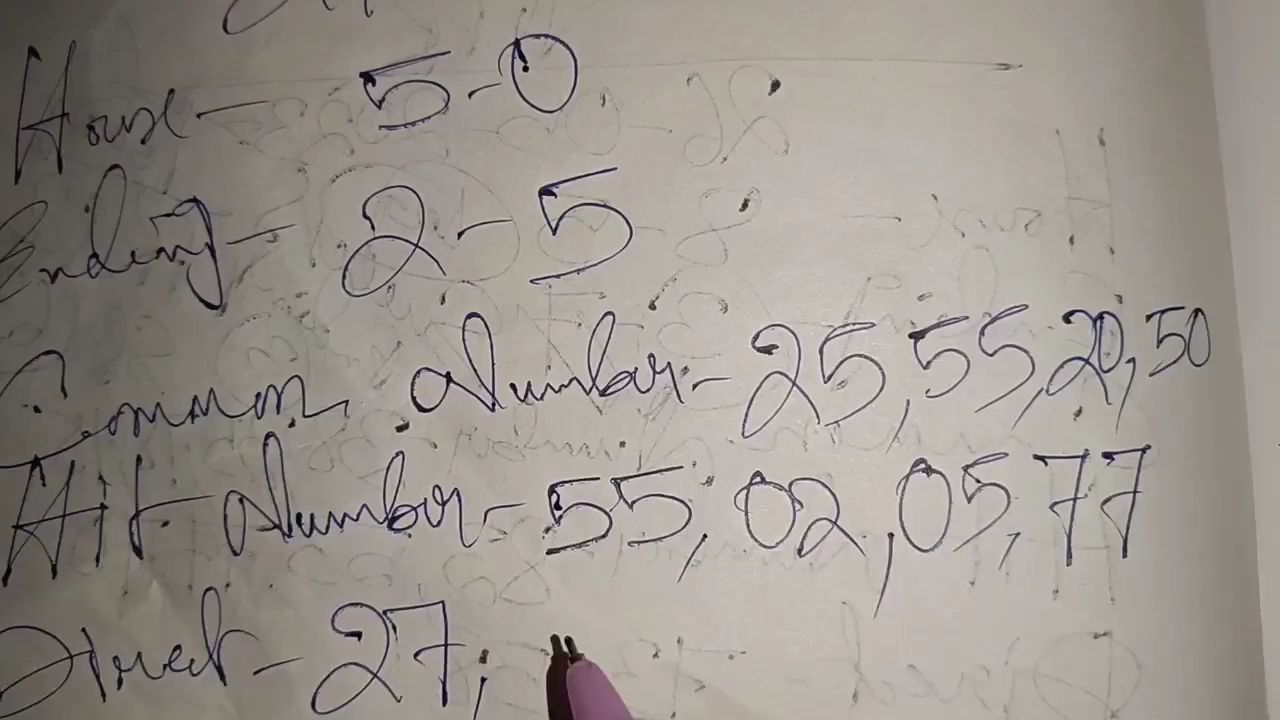 House - 5-0
Ending - 2-5
Common Number - 25, 55, 20, 50
Hit Number - 55, 02, 05, 77
Direct - 27,